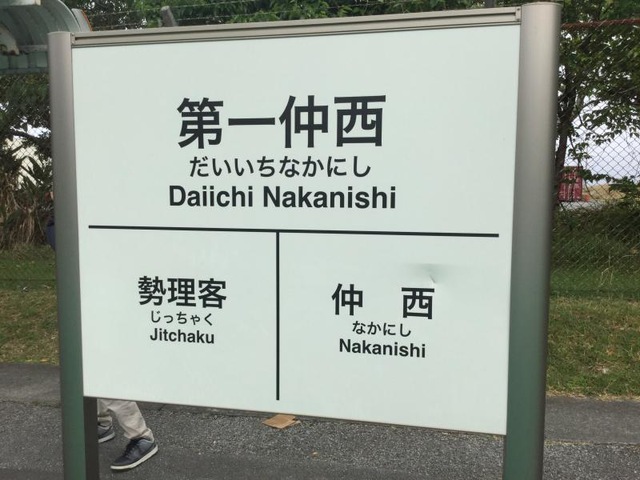 第一仲西
だいいちなかにし
Daiichi Nakanishi
勢理客
じっちゃく
Jitchaku
仲　西
なかにし
Nakanishi